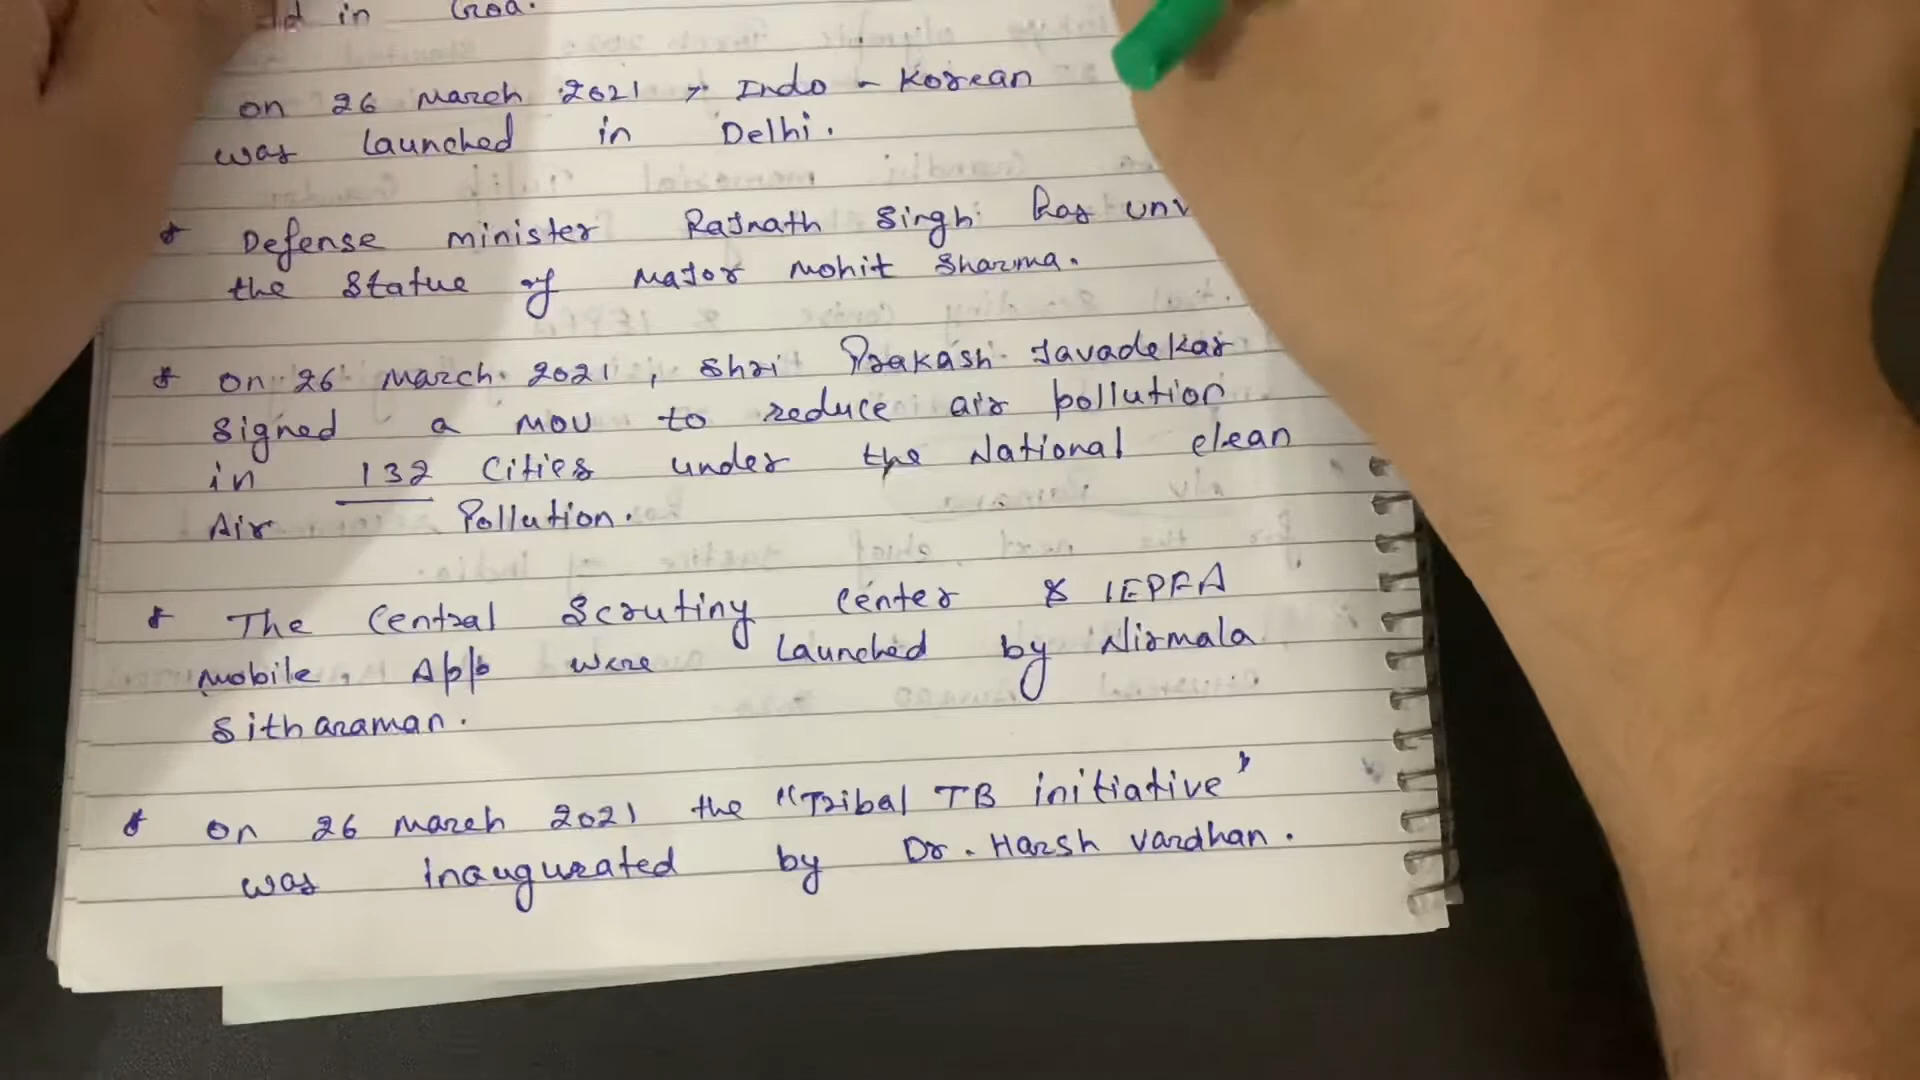 in Goa.
on 26 March 2021, Indo - Korean
was launched in Delhi.
* Defense minister Rajnath Singh has unv
the Statue of Major Mohit Sharma.
* on 26 March 2021, Shri Prakash Javadekar
signed a MOU to reduce air pollution
in 132 Cities under the National clean
Air Pollution.
* The Central Scrutiny Center & IEPFA
Mobile App were Launched by Nirmala
Sitharaman.
* on 26 March 2021 the "Tribal TB initiative"
was inaugurated by Dr. Harsh Vardhan.